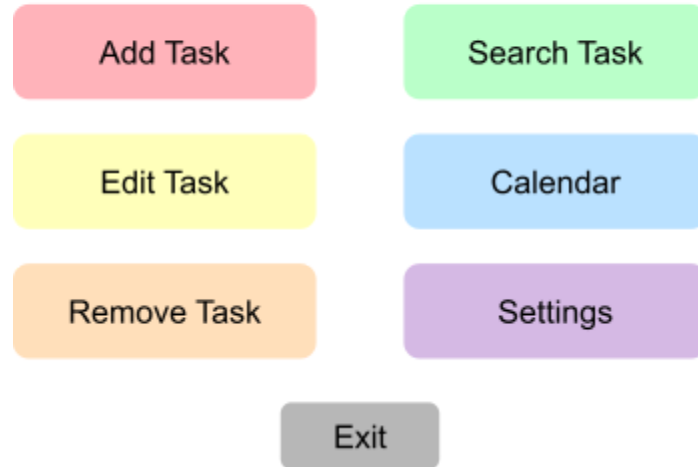 Add Task
Search Task
Edit Task
Calendar
Remove Task
Settings
Exit